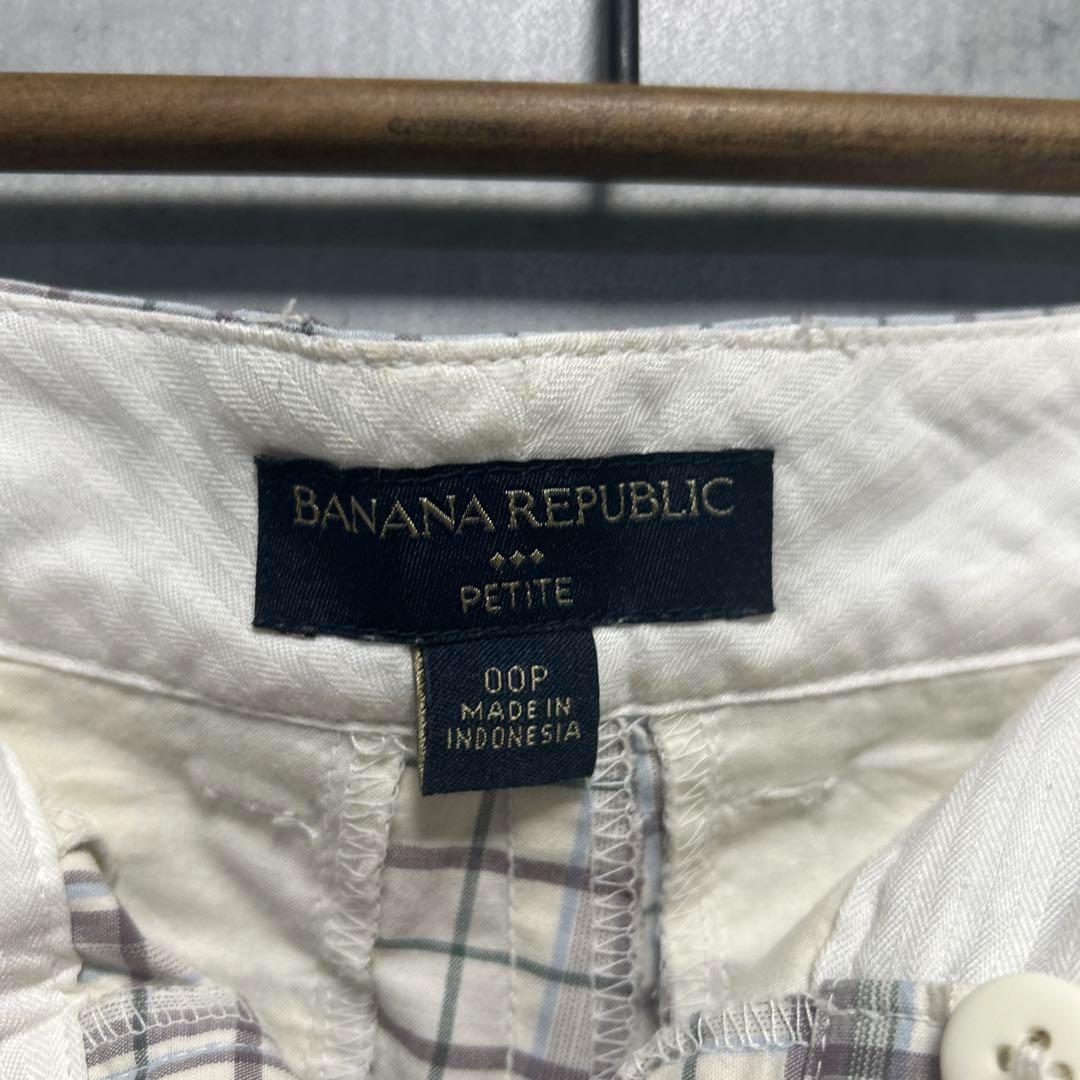 BANANA REPUBLIC
PETITE
00P
MADE IN
INDONESIA